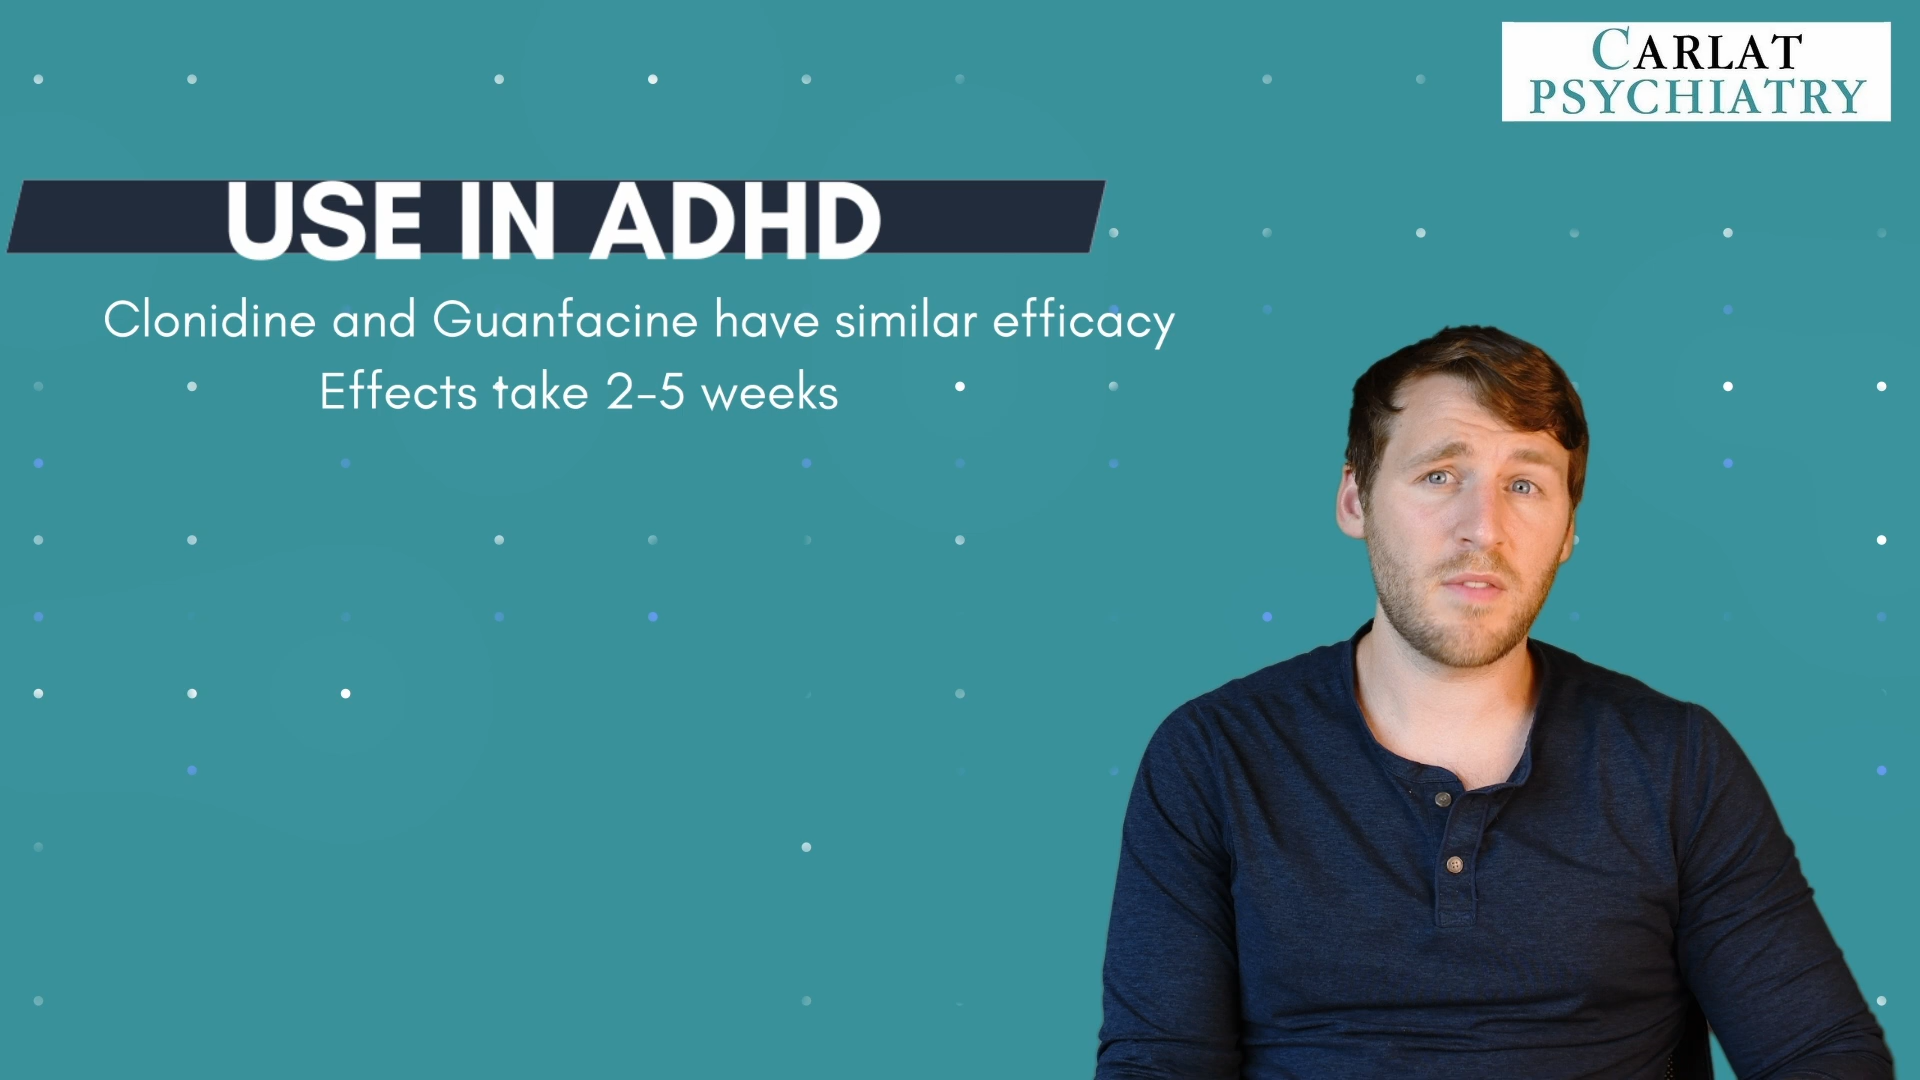 CARLAT
PSYCHIATRY
USE IN ADHD
Clonidine and Guanfacine have similar efficacy
Effects take 2-5 weeks